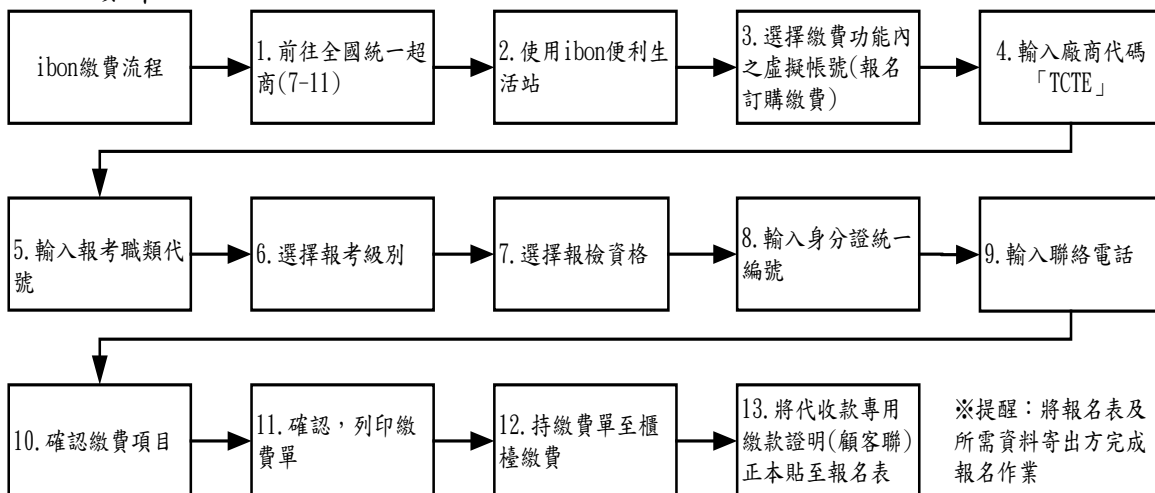 ibon繳費流程
1.前往全國統一超
商(7-11)
2.使用ibon便利生
活站
3.選擇繳費功能內
之虛擬帳號(報名
訂購繳費)
4.輸入廠商代碼
「TCTE」
5.輸入報考職類代
號
6.選擇報考級別
7.選擇報檢資格
8.輸入身分證統一
編號
9.輸入聯絡電話
10.確認繳費項目
11.確認，列印繳
費單
12.持繳費單至櫃
檯繳費
13.將代收款專用
繳款證明(顧客聯)
正本貼至報名表
※提醒：將報名表及
所需資料寄出方完成
報名作業